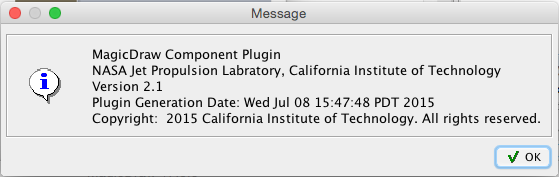 Message
MagicDraw Component Plugin
NASA Jet Propulsion Labratory, California Institute of Technology
Version 2.1
Plugin Generation Date: Wed Jul 08 15:47:48 PDT 2015
Copyright:  2015 California Institute of Technology. All rights reserved.
OK